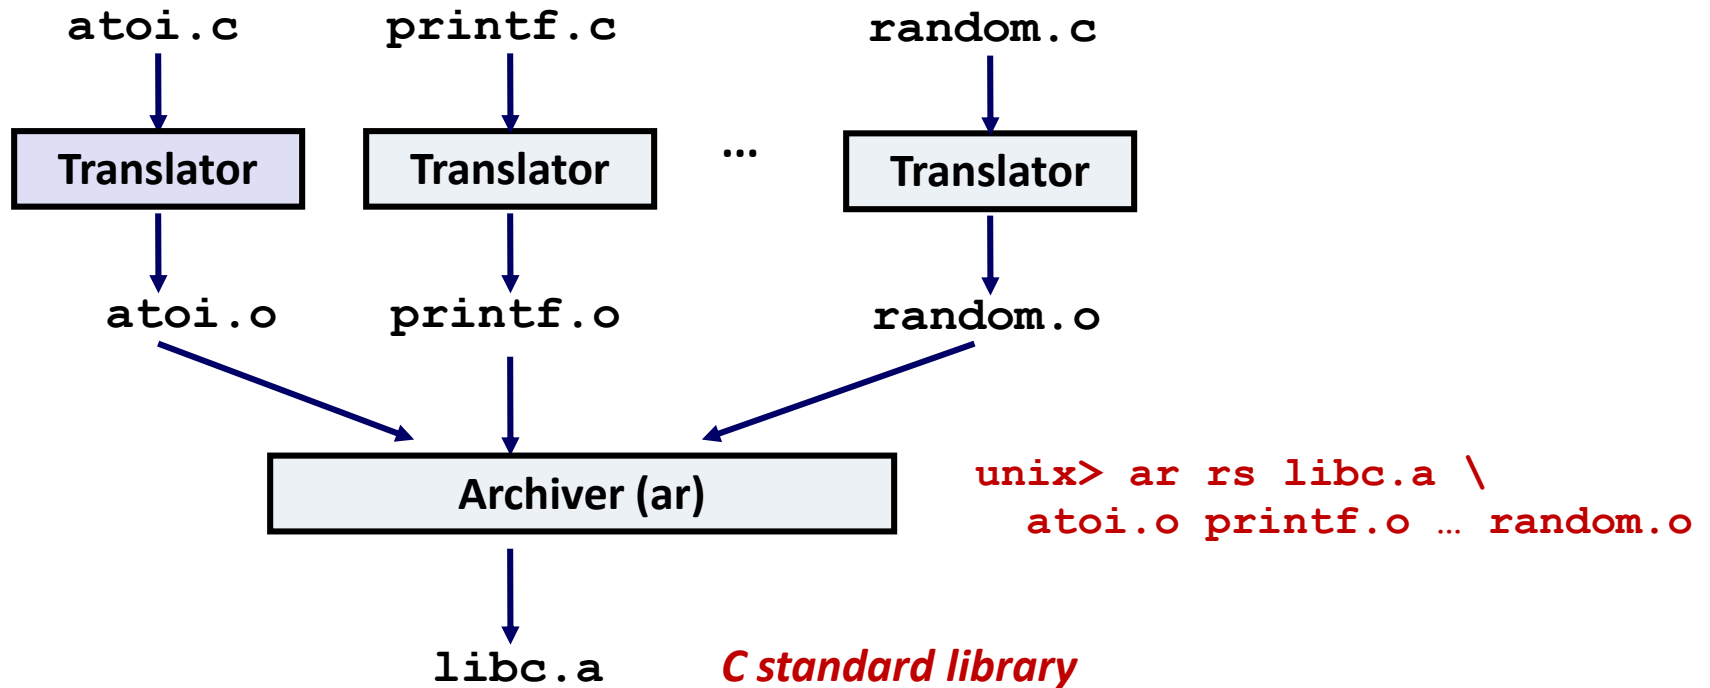 atoi.c printf.c random.c
Translator Translator … Translator
atoi.o printf.o random.o
Archiver (ar)
unix> ar rs libc.a \
atoi.o printf.o … random.o
libc.a C standard library